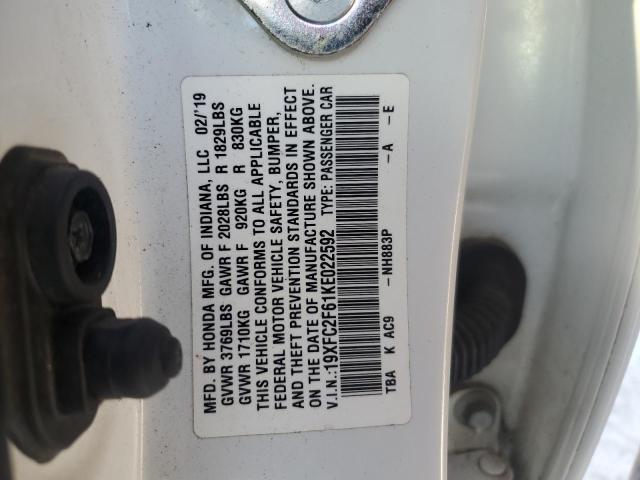 MFD. BY HONDA MFG. OF INDIANA, LLC 02/'19
GVWR 3769LBS GAWR F 2028LBS R 1829LBS
GVWR 1710KG GAWR F 920KG R 830KG
THIS VEHICLE CONFORMS TO ALL APPLICABLE
FEDERAL MOTOR VEHICLE SAFETY, BUMPER,
AND THEFT PREVENTION STANDARDS IN EFFECT
ON THE DATE OF MANUFACTURE SHOWN ABOVE.
V.I.N.:19XFC2F61KE022592 TYPE: PASSENGER CAR
TBA K AC9 -NH883P -A -E